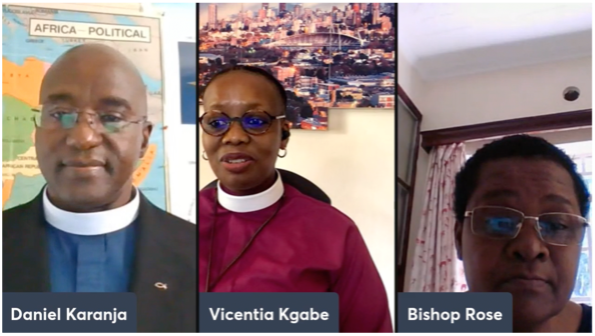 AFRICA - POLITICAL
Daniel Karanja
Vicentia Kgabe
Bishop Rose